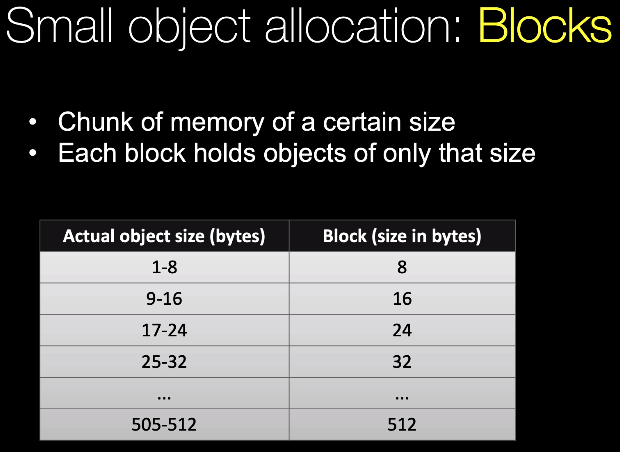 Small object allocation: Blocks
• Chunk of memory of a certain size
• Each block holds objects of only that size
Actual object size (bytes) Block (size in bytes)
1-8 8
9-16 16
17-24 24
25-32 32
... ...
505-512 512